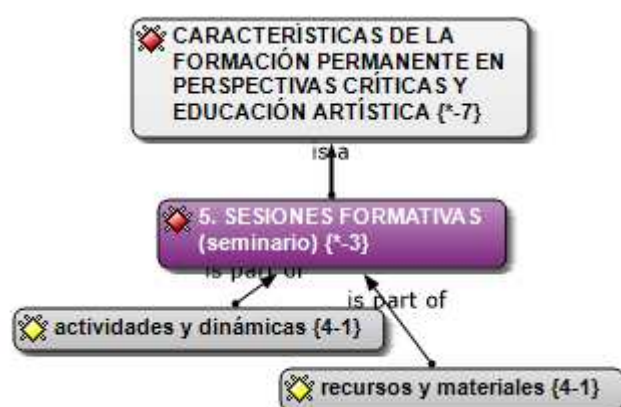 CARACTERÍSTICAS DE LA
FORMACIÓN PERMANENTE EN
PERSPECTIVAS CRÍTICAS Y
EDUCACIÓN ARTÍSTICA {*-7}
is a
5. SESIONES FORMATIVAS
(seminario) {*-3}
is part of
is part of
actividades y dinámicas {4-1}
recursos y materiales {4-1}